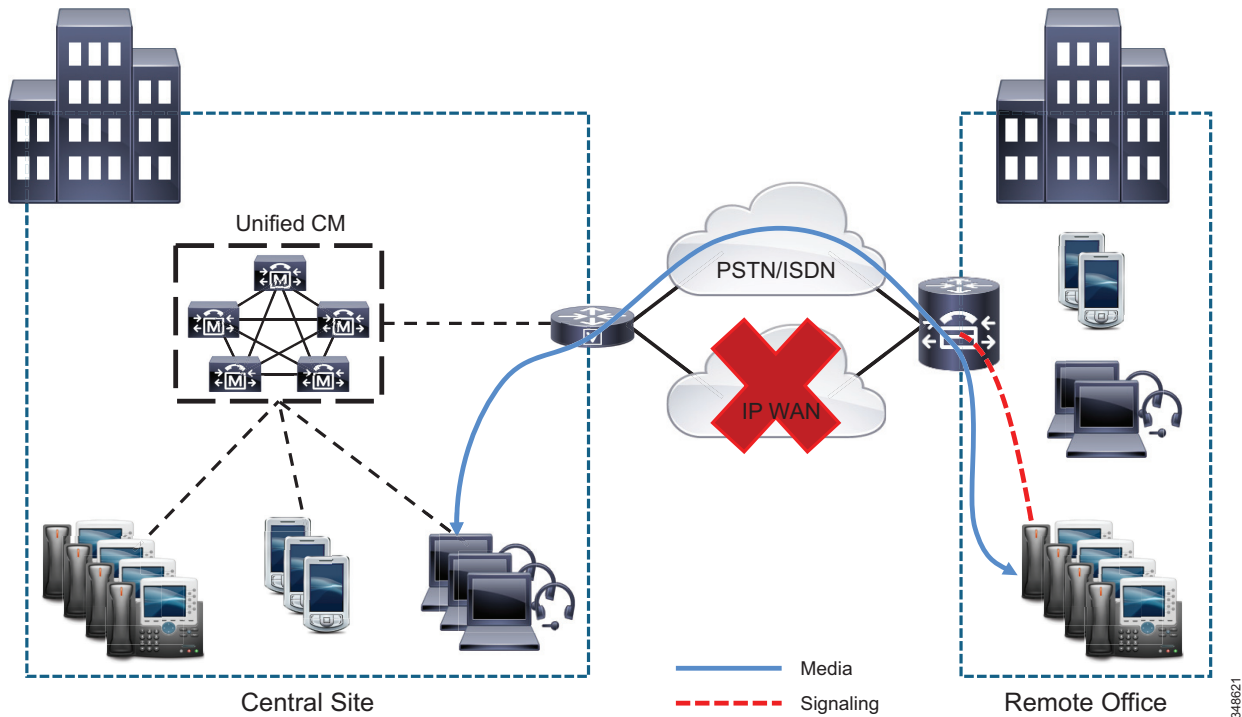 Unified CM
M
M
M
M
M
V
PSTN/ISDN
IP WAN
Media
Signaling
Central Site
Remote Office
348621